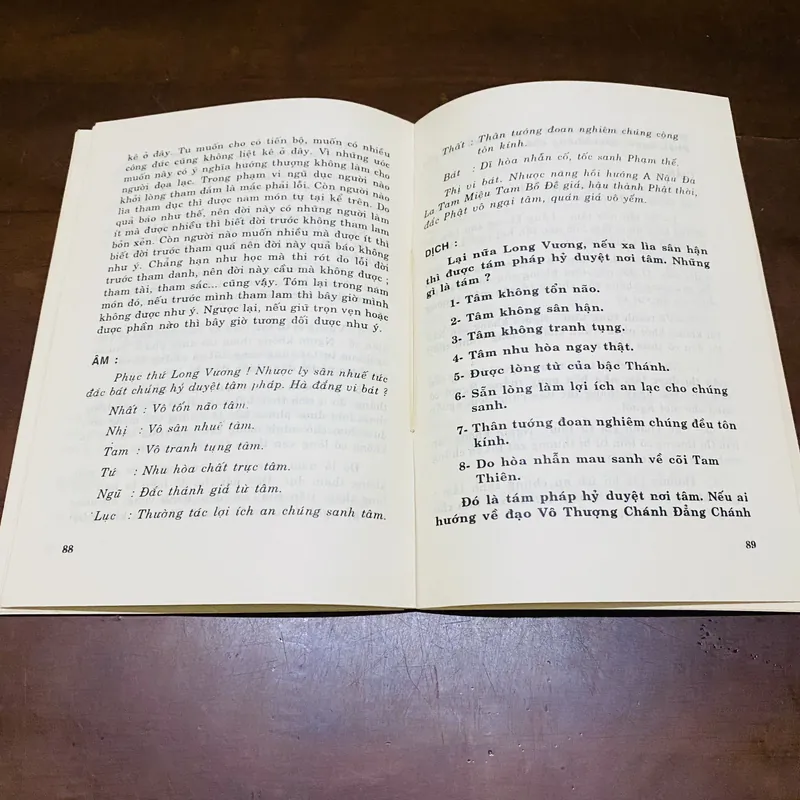 kê ở đây. Tu muốn cho có tiến bộ, muốn có nhiều
công đức cũng không liệt kê ở đây. Vì những ước
muốn này có ý nghĩa hướng thượng không làm cho
người đọa lạc. Trong phạm vi ngũ dục người nào
khỏi lòng tham đắm là mắc phải lỗi. Còn người nào
lìa tham dục thì được nam món tự tại kể trên. Do
quả báo như thế, nên đời này có những người làm
ít mà được nhiều thì biết đời trước không tham lam
bỏn xẻn. Còn người nào muốn nhiều mà được ít thì
biết đời trước tham quá nên đời này quả báo không
như ý. Chẳng hạn như học mà thi rớt do lỗi đời
trước tham danh, nên đời này cầu mà không được ;
tham tài, tham sắc... cũng vậy. Tóm lại trong năm
món đó, nếu trước mình tham lam thì bây giờ mình
không được như ý. Ngược lại, nếu giữ trọn vẹn hoặc
được phần nào thì bây giờ tương đối được như ý.
ÂM :
Phục thứ Long Vương ! Nhược ly sân nhuế tức
đắc bát chủng hỷ duyệt tâm pháp. Hà đẳng vi bát ?
Nhất : Vô tổn não tâm.
Nhị : Vô sân nhuế tâm.
Tam : Vô tranh tụng tâm.
Tứ : Nhu hòa chất trực tâm.
Ngũ : Đắc thánh giả từ tâm.
Lục : Thường tác lợi ích an chúng sanh tâm.
88
Thất : Thân tướng đoan nghiêm chúng cộng
tôn kính.
Bát : Dĩ hòa nhẫn cố, tốc sanh Phạm thế.
Thị vi bát. Nhược năng hồi hướng A Nậu Đa
La Tam Miệu Tam Bồ Đề giả, hậu thành Phật thời,
đắc Phật vô ngại tâm, quán giả vô yểm.
DỊCH :
Lại nữa Long Vương, nếu xa lìa sân hận
thì được tám pháp hỷ duyệt nơi tâm. Những
gì là tám ?
1- Tâm không tổn não.
2- Tâm không sân hận.
3- Tâm không tranh tụng.
4- Tâm nhu hòa ngay thật.
5- Được lòng từ của bậc Thánh.
6- Sẵn lòng làm lợi ích an lạc cho chúng
sanh.
7- Thân tướng đoan nghiêm chúng đều tôn
kính.
8- Do hòa nhẫn mau sanh về cõi Tam
Thiên.
Đó là tám pháp hỷ duyệt nơi tâm. Nếu ai
hướng về đạo Vô Thượng Chánh Đẳng Chánh
89